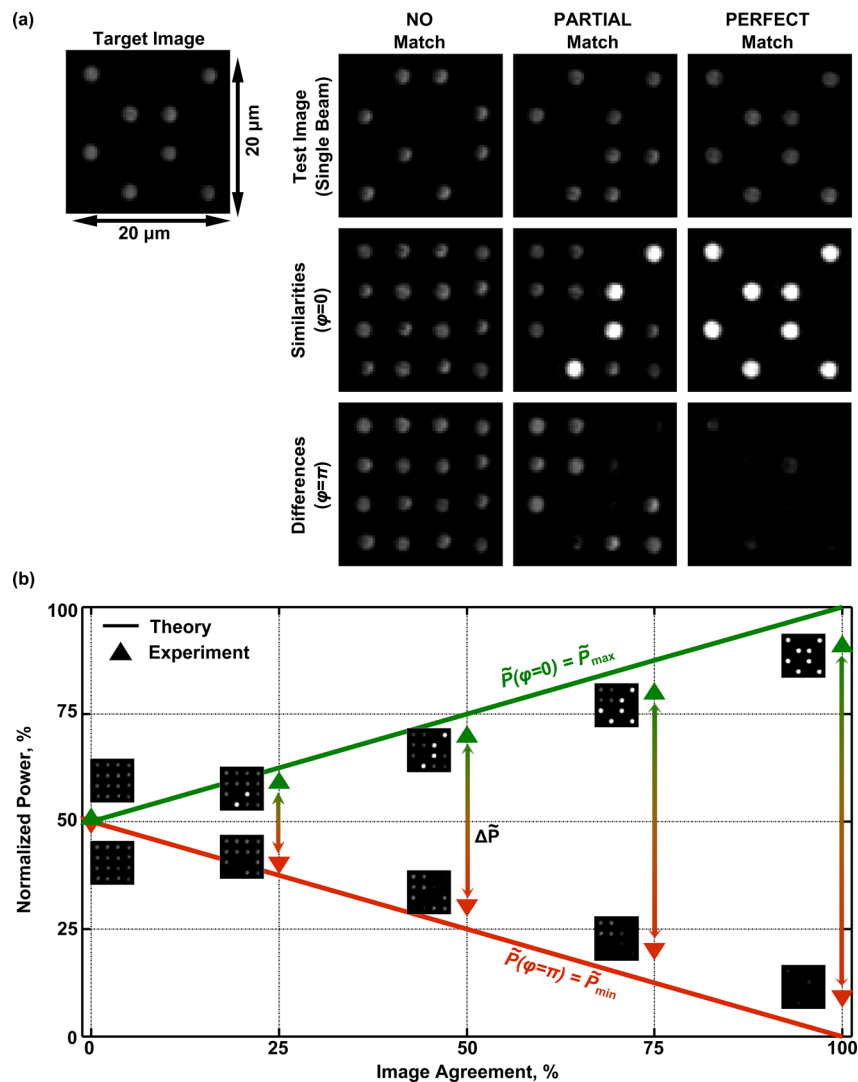 (a)
Target Image
20 μm
20 μm
NO
Match
PARTIAL
Match
PERFECT
Match
Test Image
(Single Beam)
Similarities
(φ=0)
Differences
(φ=π)
(b)
Normalized Power, %
100
75
50
25
0
Theory
Experiment
P̃(φ=0) = P̃max
ΔP̃
P̃(φ=π) = P̃min
0
25
50
75
100
Image Agreement, %